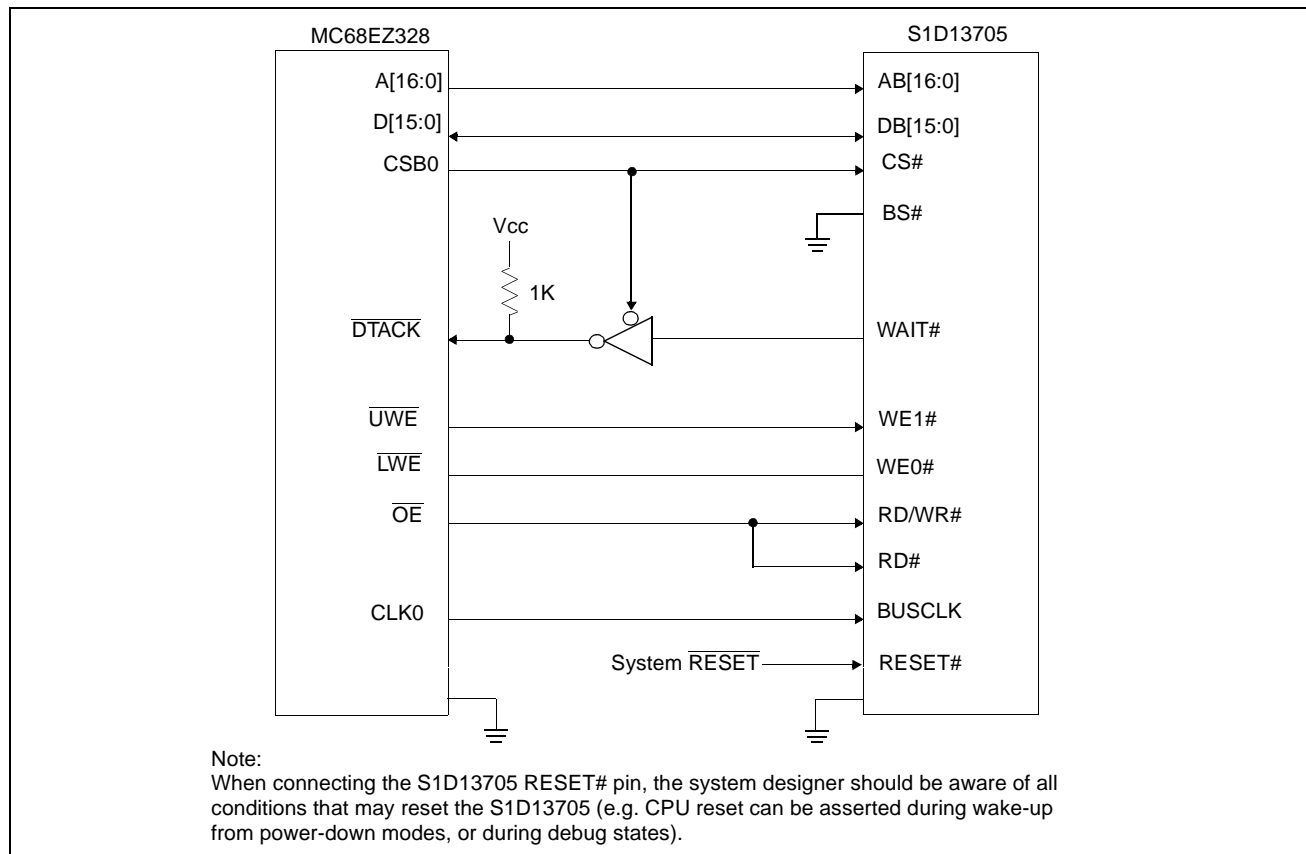 MC68EZ328 S1D13705
A[16:0] AB[16:0]
D[15:0] DB[15:0]
CSB0 CS#
BS#
Vcc
1K
DTACK WAIT#
UWE WE1#
LWE WE0#
OE RD/WR#
RD#
CLK0 BUSCLK
System RESET RESET#
Note:
When connecting the S1D13705 RESET# pin, the system designer should be aware of all
conditions that may reset the S1D13705 (e.g. CPU reset can be asserted during wake-up
from power-down modes, or during debug states).